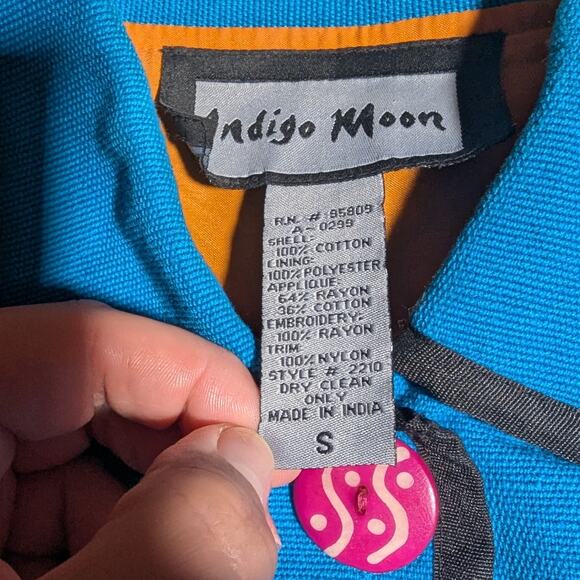 Indigo Moon
R.N. # 95809
A-0299
SHELL:
100% COTTON
LINING:
100% POLYESTER
APPLIQUE:
64% RAYON
36% COTTON
EMBROIDERY:
100% RAYON
TRIM:
100% NYLON
STYLE # 2210
DRY CLEAN
ONLY
MADE IN INDIA
S